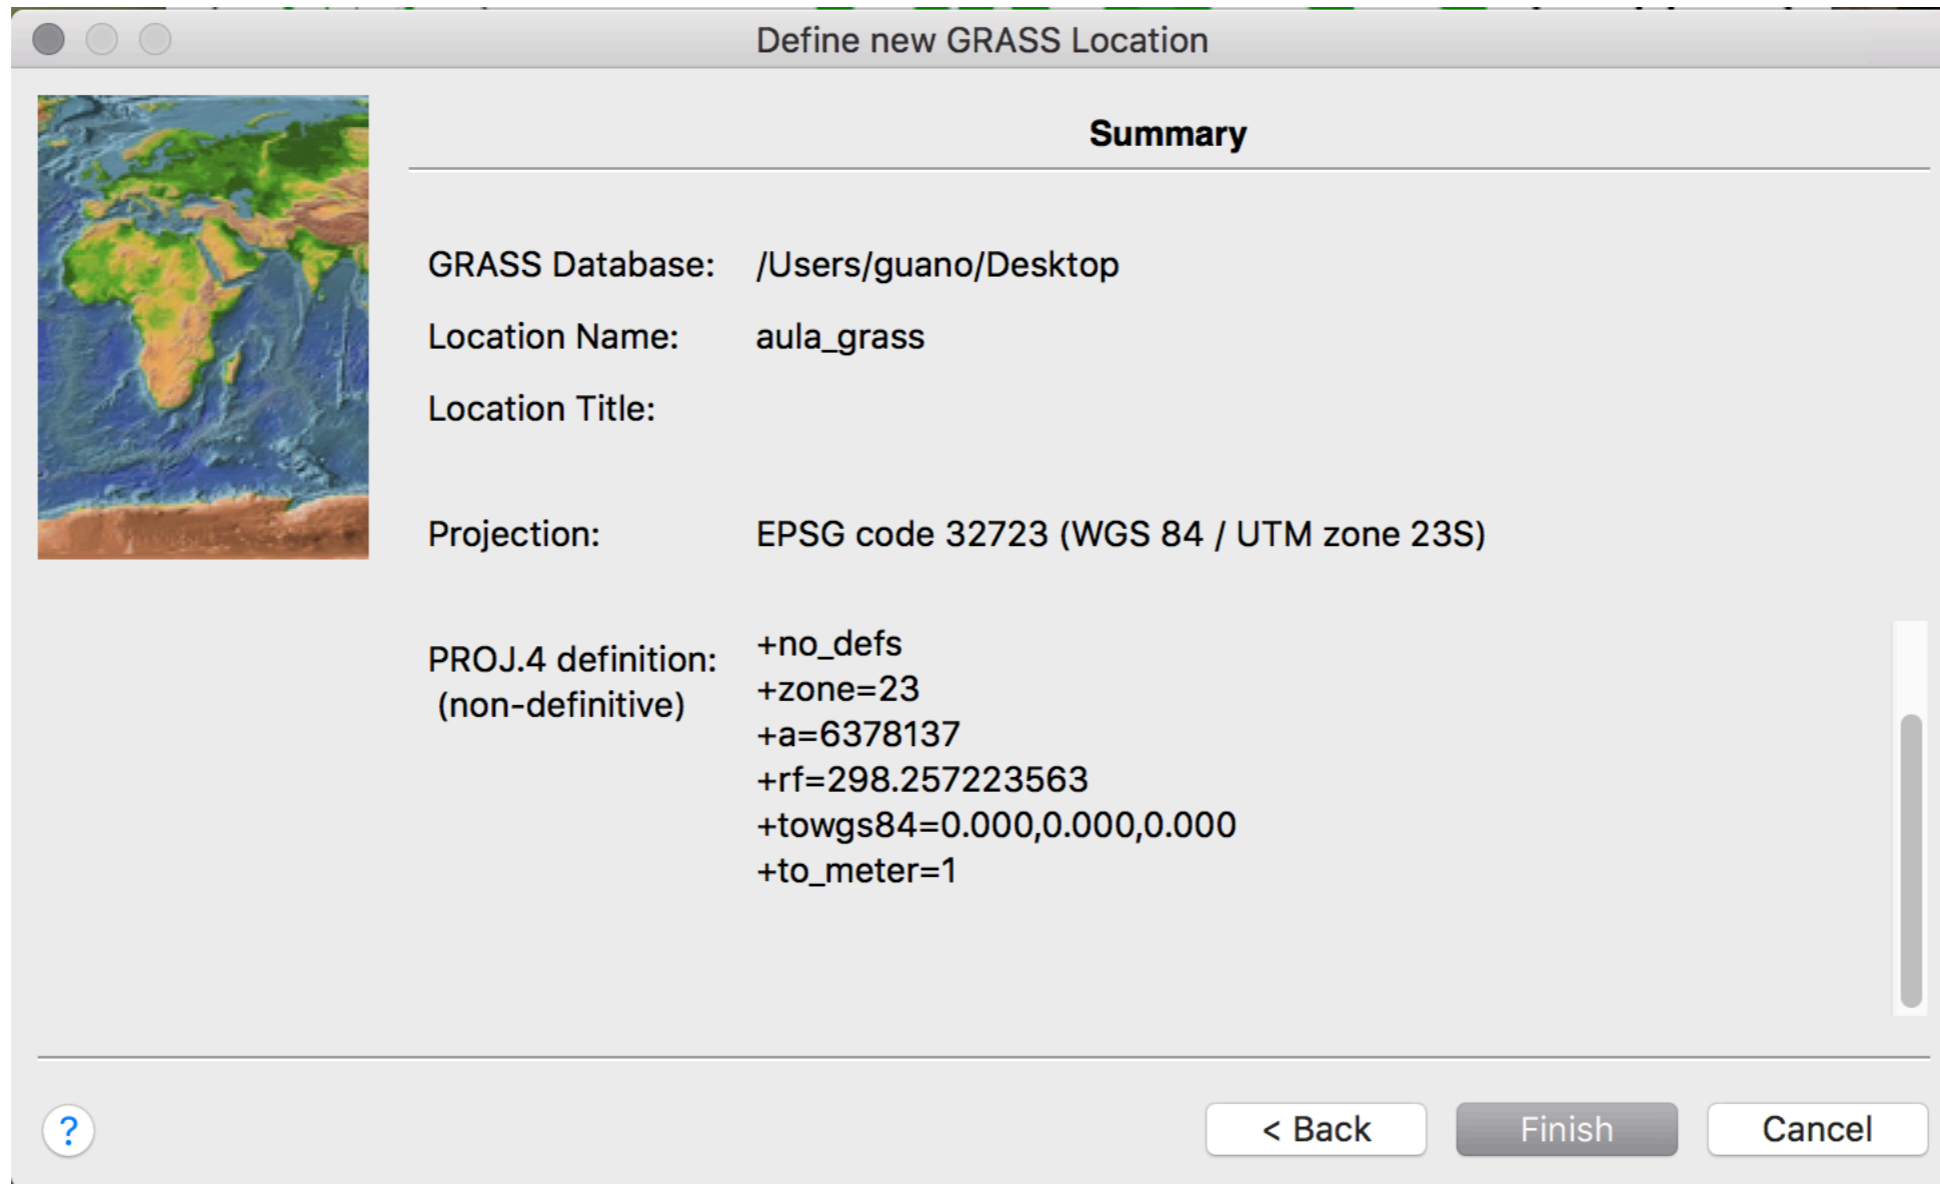 Define new GRASS Location
Summary
GRASS Database: /Users/guano/Desktop
Location Name: aula_grass
Location Title:
Projection: EPSG code 32723 (WGS 84 / UTM zone 23S)
PROJ.4 definition:
(non-definitive)
+no_defs
+zone=23
+a=6378137
+rf=298.257223563
+towgs84=0.000,0.000,0.000
+to_meter=1
?
< Back
Finish
Cancel